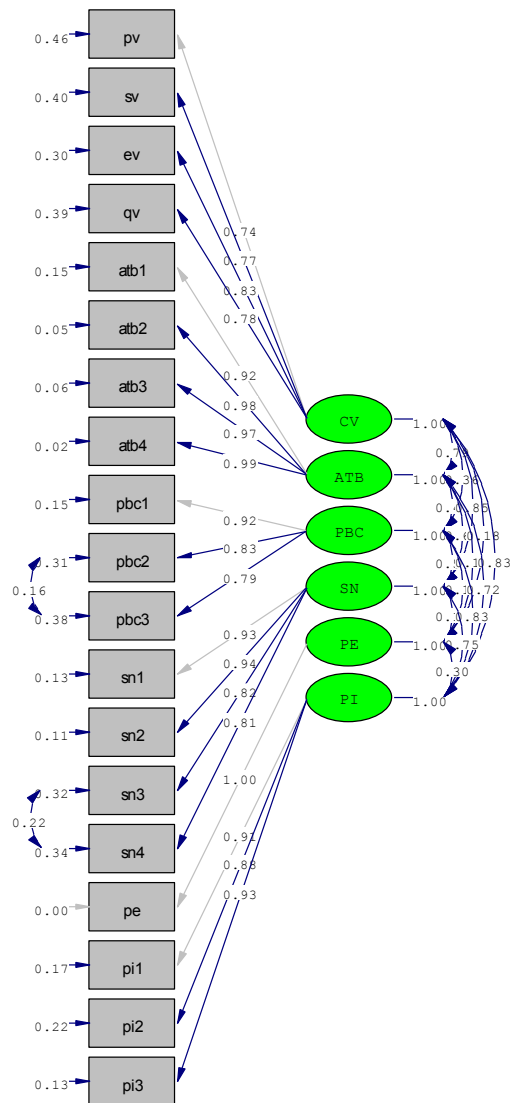 0.46 pv
0.40 sv
0.30 ev
0.39 qv
0.74
0.77
0.15 atb1
0.83
0.78
0.05 atb2
0.06 atb3
0.92
0.98
0.02 atb4
0.97
CV 1.00
0.99
ATB 1.00
0.15 pbc1
0.92
PBC 1.00
0.83 0.18 0.83
0.31 pbc2
0.83
0.79
0.16
SN 1.00 0.72
0.38 pbc3
0.83
0.93
PE 1.00 0.75
0.13 sn1
0.94
0.30
0.82
PI 1.00
0.11 sn2
0.81
0.32 sn3
1.00
0.22
0.34 sn4
0.91
0.88
0.00 pe
0.93
0.17 pi1
0.22 pi2
0.13 pi3